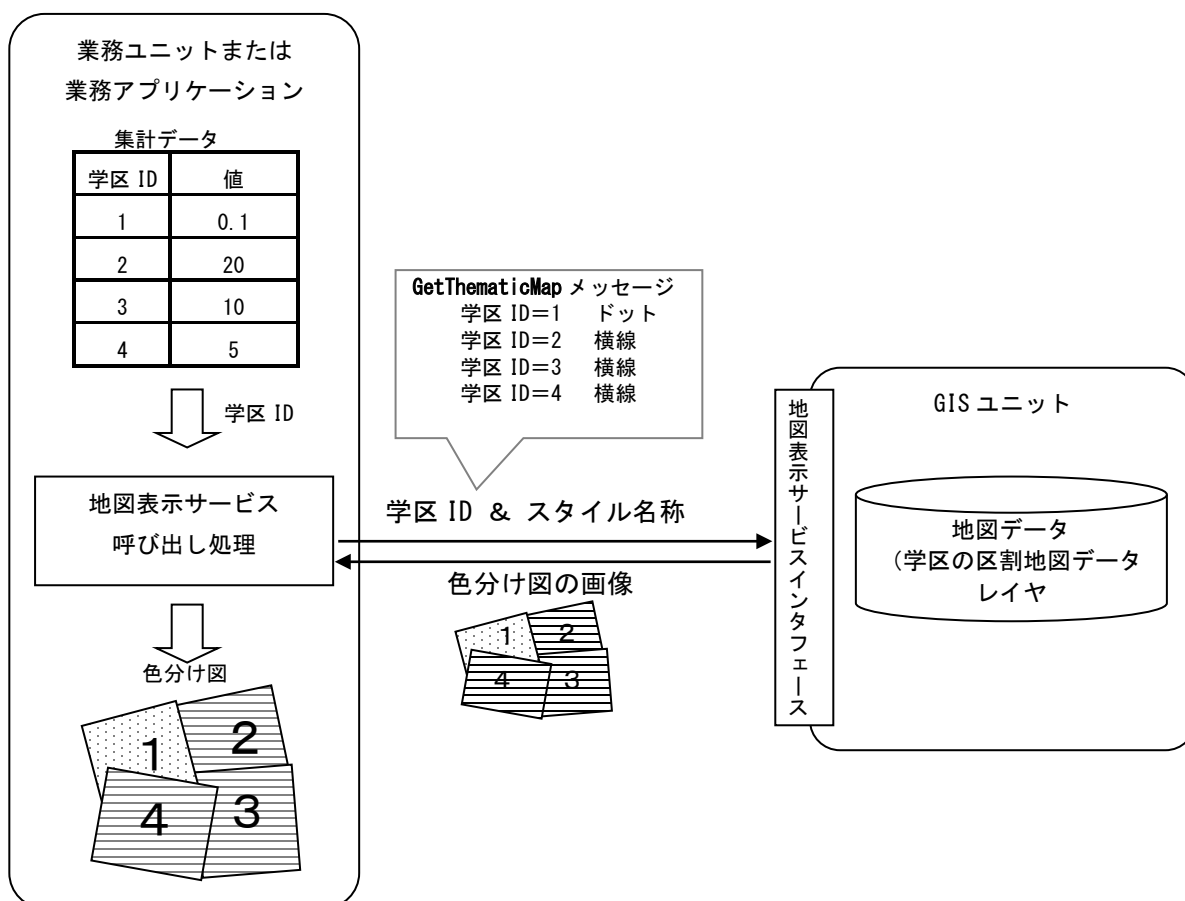 業務ユニットまたは
業務アプリケーション
集計データ
学区 ID 値
1 0.1
2 20
3 10
4 5
学区 ID
地図表示サービス
呼び出し処理
色分け図
1
2
4
3
GetThematicMap メッセージ
学区 ID=1 ドット
学区 ID=2 横線
学区 ID=3 横線
学区 ID=4 横線
学区 ID & スタイル名称
色分け図の画像
1
2
4
3
地図表示サービスインタフェース
GIS ユニット
地図データ
(学区の区割地図データ
レイヤ